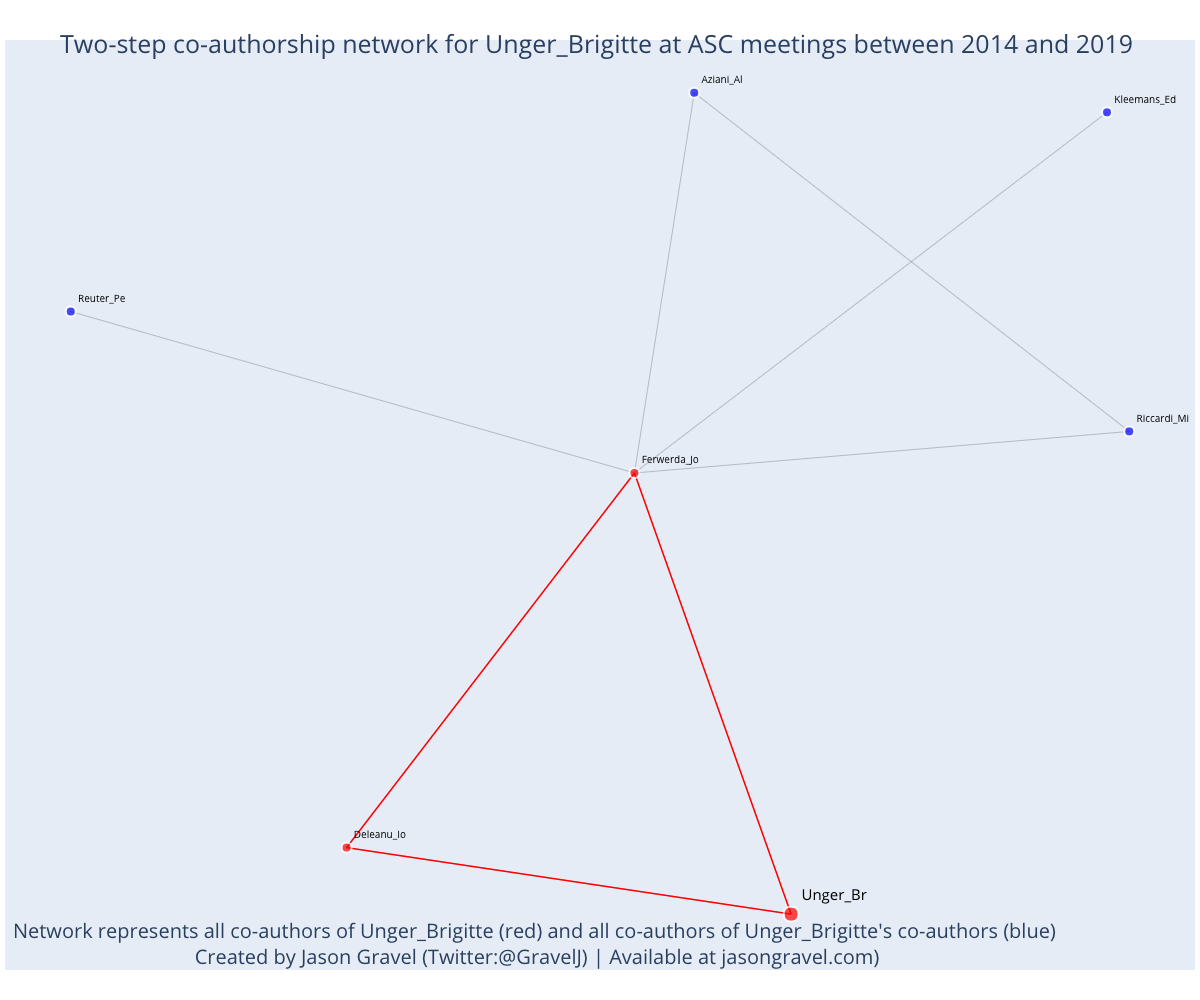 Two-step co-authorship network for Unger_Brigitte at ASC meetings between 2014 and 2019
Aziani_Al
Kleemans_Ed
Reuter_Pe
Riccardi_Mi
Ferwerda_Jo
Deleanu_Io
Unger_Br
Network represents all co-authors of Unger_Brigitte (red) and all co-authors of Unger_Brigitte's co-authors (blue)
Created by Jason Gravel (Twitter:@GravelJ) | Available at jasongravel.com)